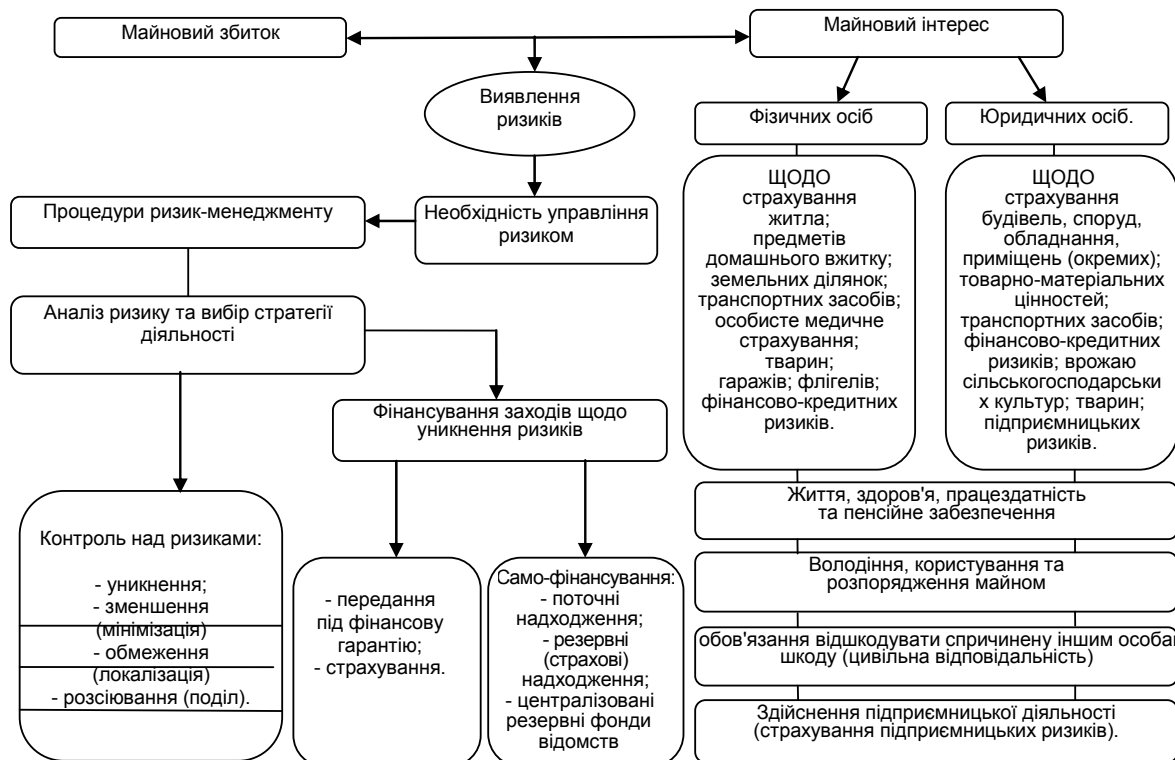 Майновий збиток
Майновий інтерес
Виявлення
ризиків
Фізичних осіб
Юридичних осіб.
Процедури ризик-менеджменту
Необхідність управління
ризиком
ЩОДО
страхування
житла;
предметів
домашнього вжитку;
земельних ділянок;
транспортних засобів;
особисте медичне
страхування;
тварин;
гаражів; флігелів;
фінансово-кредитних
ризиків.
ЩОДО
страхування
будівель, споруд,
обладнання,
приміщень (окремих);
товарно-матеріальних
цінностей;
транспортних засобів;
фінансово-кредитних
ризиків; врожаю
сільськогосподарськи
х культур; тварин;
підприємницьких
ризиків.
Аналіз ризику та вибір стратегії
діяльності
Фінансування заходів щодо
уникнення ризиків
Контроль над ризиками:
- уникнення;
- зменшення
(мінімізація)
- обмеження
(локалізація)
- розсіювання (поділ).
- передання
під фінансову
гарантію;
- страхування.
Само-фінансування:
- поточні
надходження;
- резервні
(страхові)
надходження;
- централізовані
резервні фонди
відомств
Життя, здоров'я, працездатність
та пенсійне забезпечення
Володіння, користування та
розпорядження майном
обов'язання відшкодувати спричинену іншим особам
шкоду (цивільна відповідальність)
Здійснення підприємницької діяльності
(страхування підприємницьких ризиків).